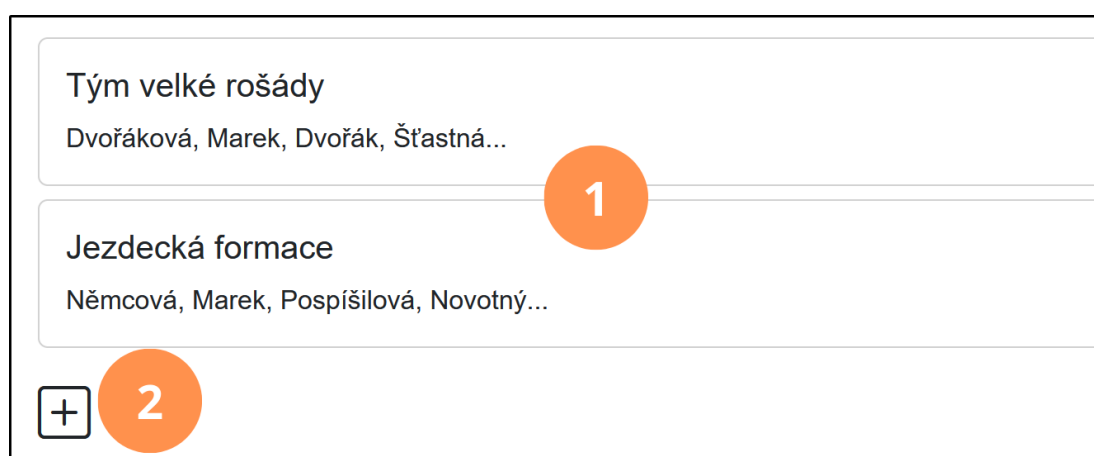 Tým velké rošády
Dvořáková, Marek, Dvořák, Šťastná...
1
Jezdecká formace
Němcová, Marek, Pospíšilová, Novotný...
+
2